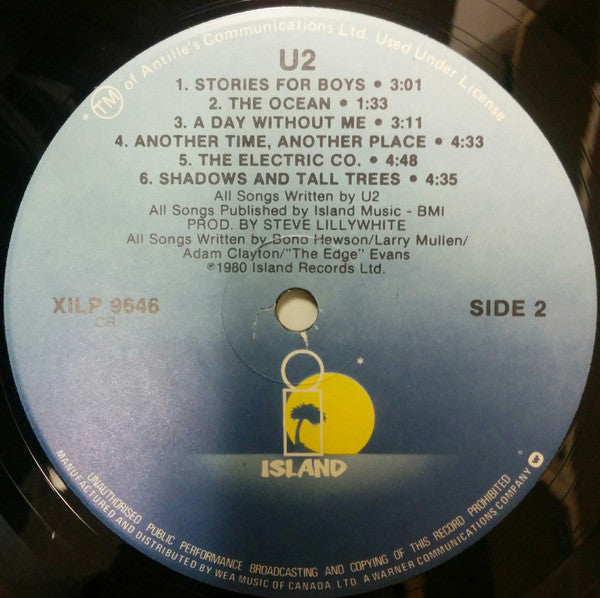 * TM of Antille's Communications Ltd. Used Under License
U2
1. STORIES FOR BOYS • 3:01
2. THE OCEAN • 1:33
3. A DAY WITHOUT ME • 3:11
4. ANOTHER TIME, ANOTHER PLACE • 4:33
5. THE ELECTRIC CO. • 4:48
6. SHADOWS AND TALL TREES • 4:35
All Songs Written by U2
All Songs Published by Island Music - BMI
PROD. BY STEVE LILLYWHITE
All Songs Written by Bono Hewson/Larry Mullen/
Adam Clayton/"The Edge" Evans
℗1980 Island Records Ltd.
XILP 9646
SIDE 2
*
ISLAND
UNAUTHORISED PUBLIC PERFORMANCE BROADCASTING AND COPYING OF THIS RECORD PROHIBITED
MANUFACTURED AND DISTRIBUTED BY WEA MUSIC OF CANADA, LTD. A WARNER COMMUNICATIONS COMPANY